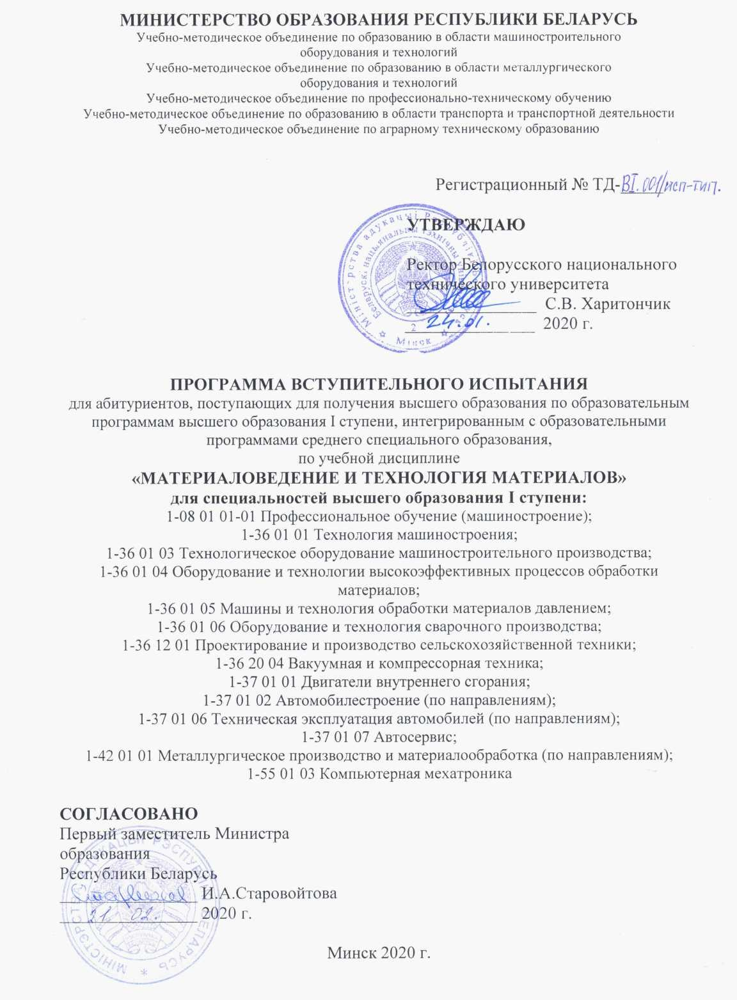 МИНИСТЕРСТВО ОБРАЗОВАНИЯ РЕСПУБЛИКИ БЕЛАРУСЬ
Учебно-методическое объединение по образованию в области машиностроительного
оборудования и технологий
Учебно-методическое объединение по образованию в области металлургического
оборудования и технологий
Учебно-методическое объединение по профессионально-техническому обучению
Учебно-методическое объединение по образованию в области транспорта и транспортной деятельности
Учебно-методическое объединение по аграрному техническому образованию
Регистрационный № ТД-ВI.001/исп-тип.
УТВЕРЖДАЮ
Ректор Белорусского национального
технического университета
С.В. Харитончик
24.01. 2020 г.
Міністэрства адукацыі Рэспублікі
Беларускі нацыянальны тэхнічны
2
Мінск
ПРОГРАММА ВСТУПИТЕЛЬНОГО ИСПЫТАНИЯ
для абитуриентов, поступающих для получения высшего образования по образовательным
программам высшего образования I ступени, интегрированным с образовательными
программами среднего специального образования,
по учебной дисциплине
«МАТЕРИАЛОВЕДЕНИЕ И ТЕХНОЛОГИЯ МАТЕРИАЛОВ»
для специальностей высшего образования I ступени:
1-08 01 01-01 Профессиональное обучение (машиностроение);
1-36 01 01 Технология машиностроения;
1-36 01 03 Технологическое оборудование машиностроительного производства;
1-36 01 04 Оборудование и технологии высокоэффективных процессов обработки
материалов;
1-36 01 05 Машины и технология обработки материалов давлением;
1-36 01 06 Оборудование и технология сварочного производства;
1-36 12 01 Проектирование и производство сельскохозяйственной техники;
1-36 20 04 Вакуумная и компрессорная техника;
1-37 01 01 Двигатели внутреннего сгорания;
1-37 01 02 Автомобилестроение (по направлениям);
1-37 01 06 Техническая эксплуатация автомобилей (по направлениям);
1-37 01 07 Автосервис;
1-42 01 01 Металлургическое производство и материалообработка (по направлениям);
1-55 01 03 Компьютерная мехатроника
СОГЛАСОВАНО
Первый заместитель Министра
образования
Республики Беларусь
И.А.Старовойтова
21 02. 2020 г.
МІНІСТЭРСТВА АДУКАЦЫІ РЭСПУБЛІКІ БЕЛАРУСЬ
Минск 2020 г.